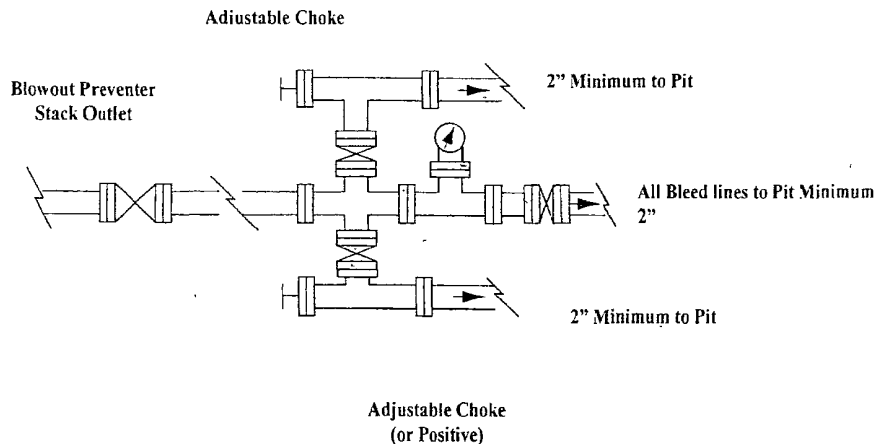 Adjustable Choke
2” Minimum to Pit
Blowout Preventer
Stack Outlet
All Bleed lines to Pit Minimum
2”
2” Minimum to Pit
Adjustable Choke
(or Positive)